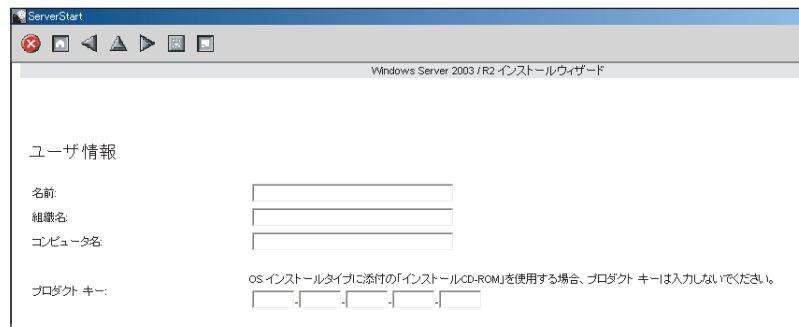 ServerStart
Windows Server 2003 / R2 インストールウィザード
ユーザ情報
名前:
組織名:
コンピュータ名:
OS インストールタイプに添付の「インストールCD-ROM」を使用する場合、プロダクト キーは入力しないでください。
プロダクト キー:
- - - -